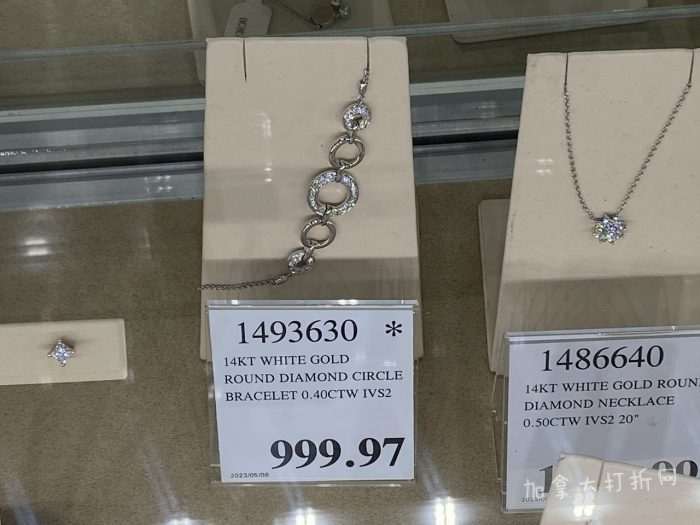 1493630 *
14KT WHITE GOLD
ROUND DIAMOND CIRCLE
BRACELET 0.40CTW IVS2
999.97
2023/05/08
1486640
14KT WHITE GOLD ROUN
DIAMOND NECKLACE
0.50CTW IVS2 20"
加拿大打折网